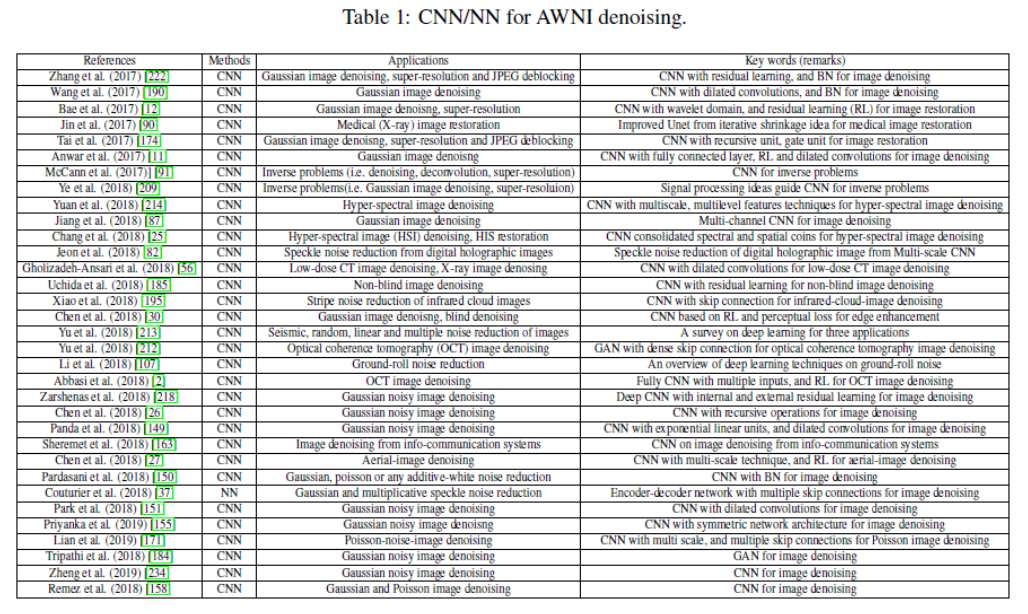 Table 1: CNN/NN for AWNI denoising.
References Methods Applications Key words (remarks)
Zhang et al. (2017) [222] CNN Gaussian image denoising, super-resolution and JPEG deblocking CNN with residual learning, and BN for image denoising
Wang et al. (2017) [190] CNN Gaussian image denoising CNN with dilated convolutions, and BN for image denoising
Bae et al. (2017) [12] CNN Gaussian image denoisng, super-resolution CNN with wavelet domain, and residual learning (RL) for image restoration
Jin et al. (2017) [90] CNN Medical (X-ray) image restoration Improved Unet from iterative shrinkage idea for medical image restoration
Tai et al. (2017) [174] CNN Gaussian image denoisng, super-resolution and JPEG deblocking CNN with recursive unit, gate unit for image restoration
Anwar et al. (2017) [11] CNN Gaussian image denoisng CNN with fully connected layer, RL and dilated convolutions for image denoising
McCann et al. (2017)] [91] CNN Inverse problems (i.e. denoising, deconvolution, super-resolution) CNN for inverse problems
Ye et al. (2018) [209] CNN Inverse problems(i.e. Gaussian image denoising, super-resoluion) Signal processing ideas guide CNN for inverse problems
Yuan et al. (2018) [214] CNN Hyper-spectral image denoising CNN with multiscale, multilevel features techniques for hyper-spectral image denoising
Jiang et al. (2018) [87] CNN Gaussian image denoising Multi-channel CNN for image denoising
Chang et al. (2018) [25] CNN Hyper-spectral image (HSI) denoising, HIS restoration CNN consolidated spectral and spatial coins for hyper-spectral image denoising
Jeon et al. (2018) [82] CNN Speckle noise reduction from digital holographic images Speckle noise reduction of digital holographic image from Multi-scale CNN
Gholizadeh-Ansari et al. (2018) [56] CNN Low-dose CT image denoising, X-ray image denosing CNN with dilated convolutions for low-dose CT image denoising
Uchida et al. (2018) [185] CNN Non-blind image denoising CNN with residual learning for non-blind image denoising
Xiao et al. (2018) [195] CNN Stripe noise reduction of infrared cloud images CNN with skip connection for infrared-cloud-image denoising
Chen et al. (2018) [30] CNN Gaussian image denoisng, blind denoising CNN based on RL and perceptual loss for edge enhancement
Yu et al. (2018) [213] CNN Seismic, random, linear and multiple noise reduction of images A survey on deep learning for three applications
Yu et al. (2018) [212] CNN Optical coherence tomography (OCT) image denoising GAN with dense skip connection for optical coherence tomography image denoising
Li et al. (2018) [107] CNN Ground-roll noise reduction An overview of deep learning techniques on ground-roll noise
Abbasi et al. (2018) [2] CNN OCT image denoising Fully CNN with multiple inputs, and RL for OCT image denoising
Zarshenas et al. (2018) [218] CNN Gaussian noisy image denoising Deep CNN with internal and external residual learning for image denoising
Chen et al. (2018) [26] CNN Gaussian noisy image denoising CNN with recursive operations for image denoising
Panda et al. (2018) [149] CNN Gaussian noisy image denoising CNN with exponential linear units, and dilated convolutions for image denoising
Sheremet et al. (2018) [163] CNN Image denoising from info-communication systems CNN on image denoising from info-communication systems
Chen et al. (2018) [27] CNN Aerial-image denoising CNN with multi-scale technique, and RL for aerial-image denoising
Pardasani et al. (2018) [150] CNN Gaussian, poisson or any additive-white noise reduction CNN with BN for image denoising
Couturier et al. (2018) [37] NN Gaussian and multiplicative speckle noise reduction Encoder-decoder network with multiple skip connections for image denoising
Park et al. (2018) [151] CNN Gaussian noisy image denoising CNN with dilated convolutions for image denoising
Priyanka et al. (2019) [155] CNN Gaussian noisy image denoisng CNN with symmetric network architecture for image denoising
Lian et al. (2019) [171] CNN Poisson-noise-image denoising CNN with multi scale, and multiple skip connections for Poisson image denoising
Tripathi et al. (2018) [184] CNN Gaussian noisy image denoising GAN for image denoising
Zheng et al. (2019) [234] CNN Gaussian noisy image denoising CNN for image denoising
Remez et al. (2018) [158] CNN Gaussian and Poisson image denoising CNN for image denoising